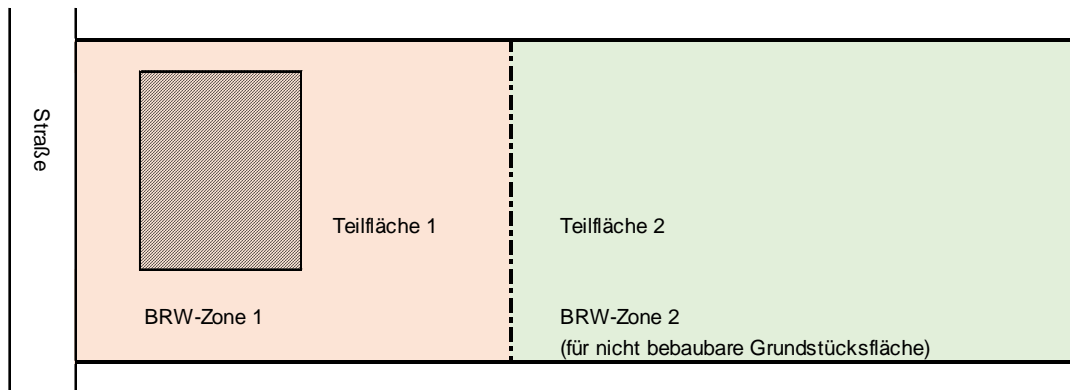 Straße
Teilfläche 1
Teilfläche 2
BRW-Zone 1
BRW-Zone 2
(für nicht bebaubare Grundstücksfläche)